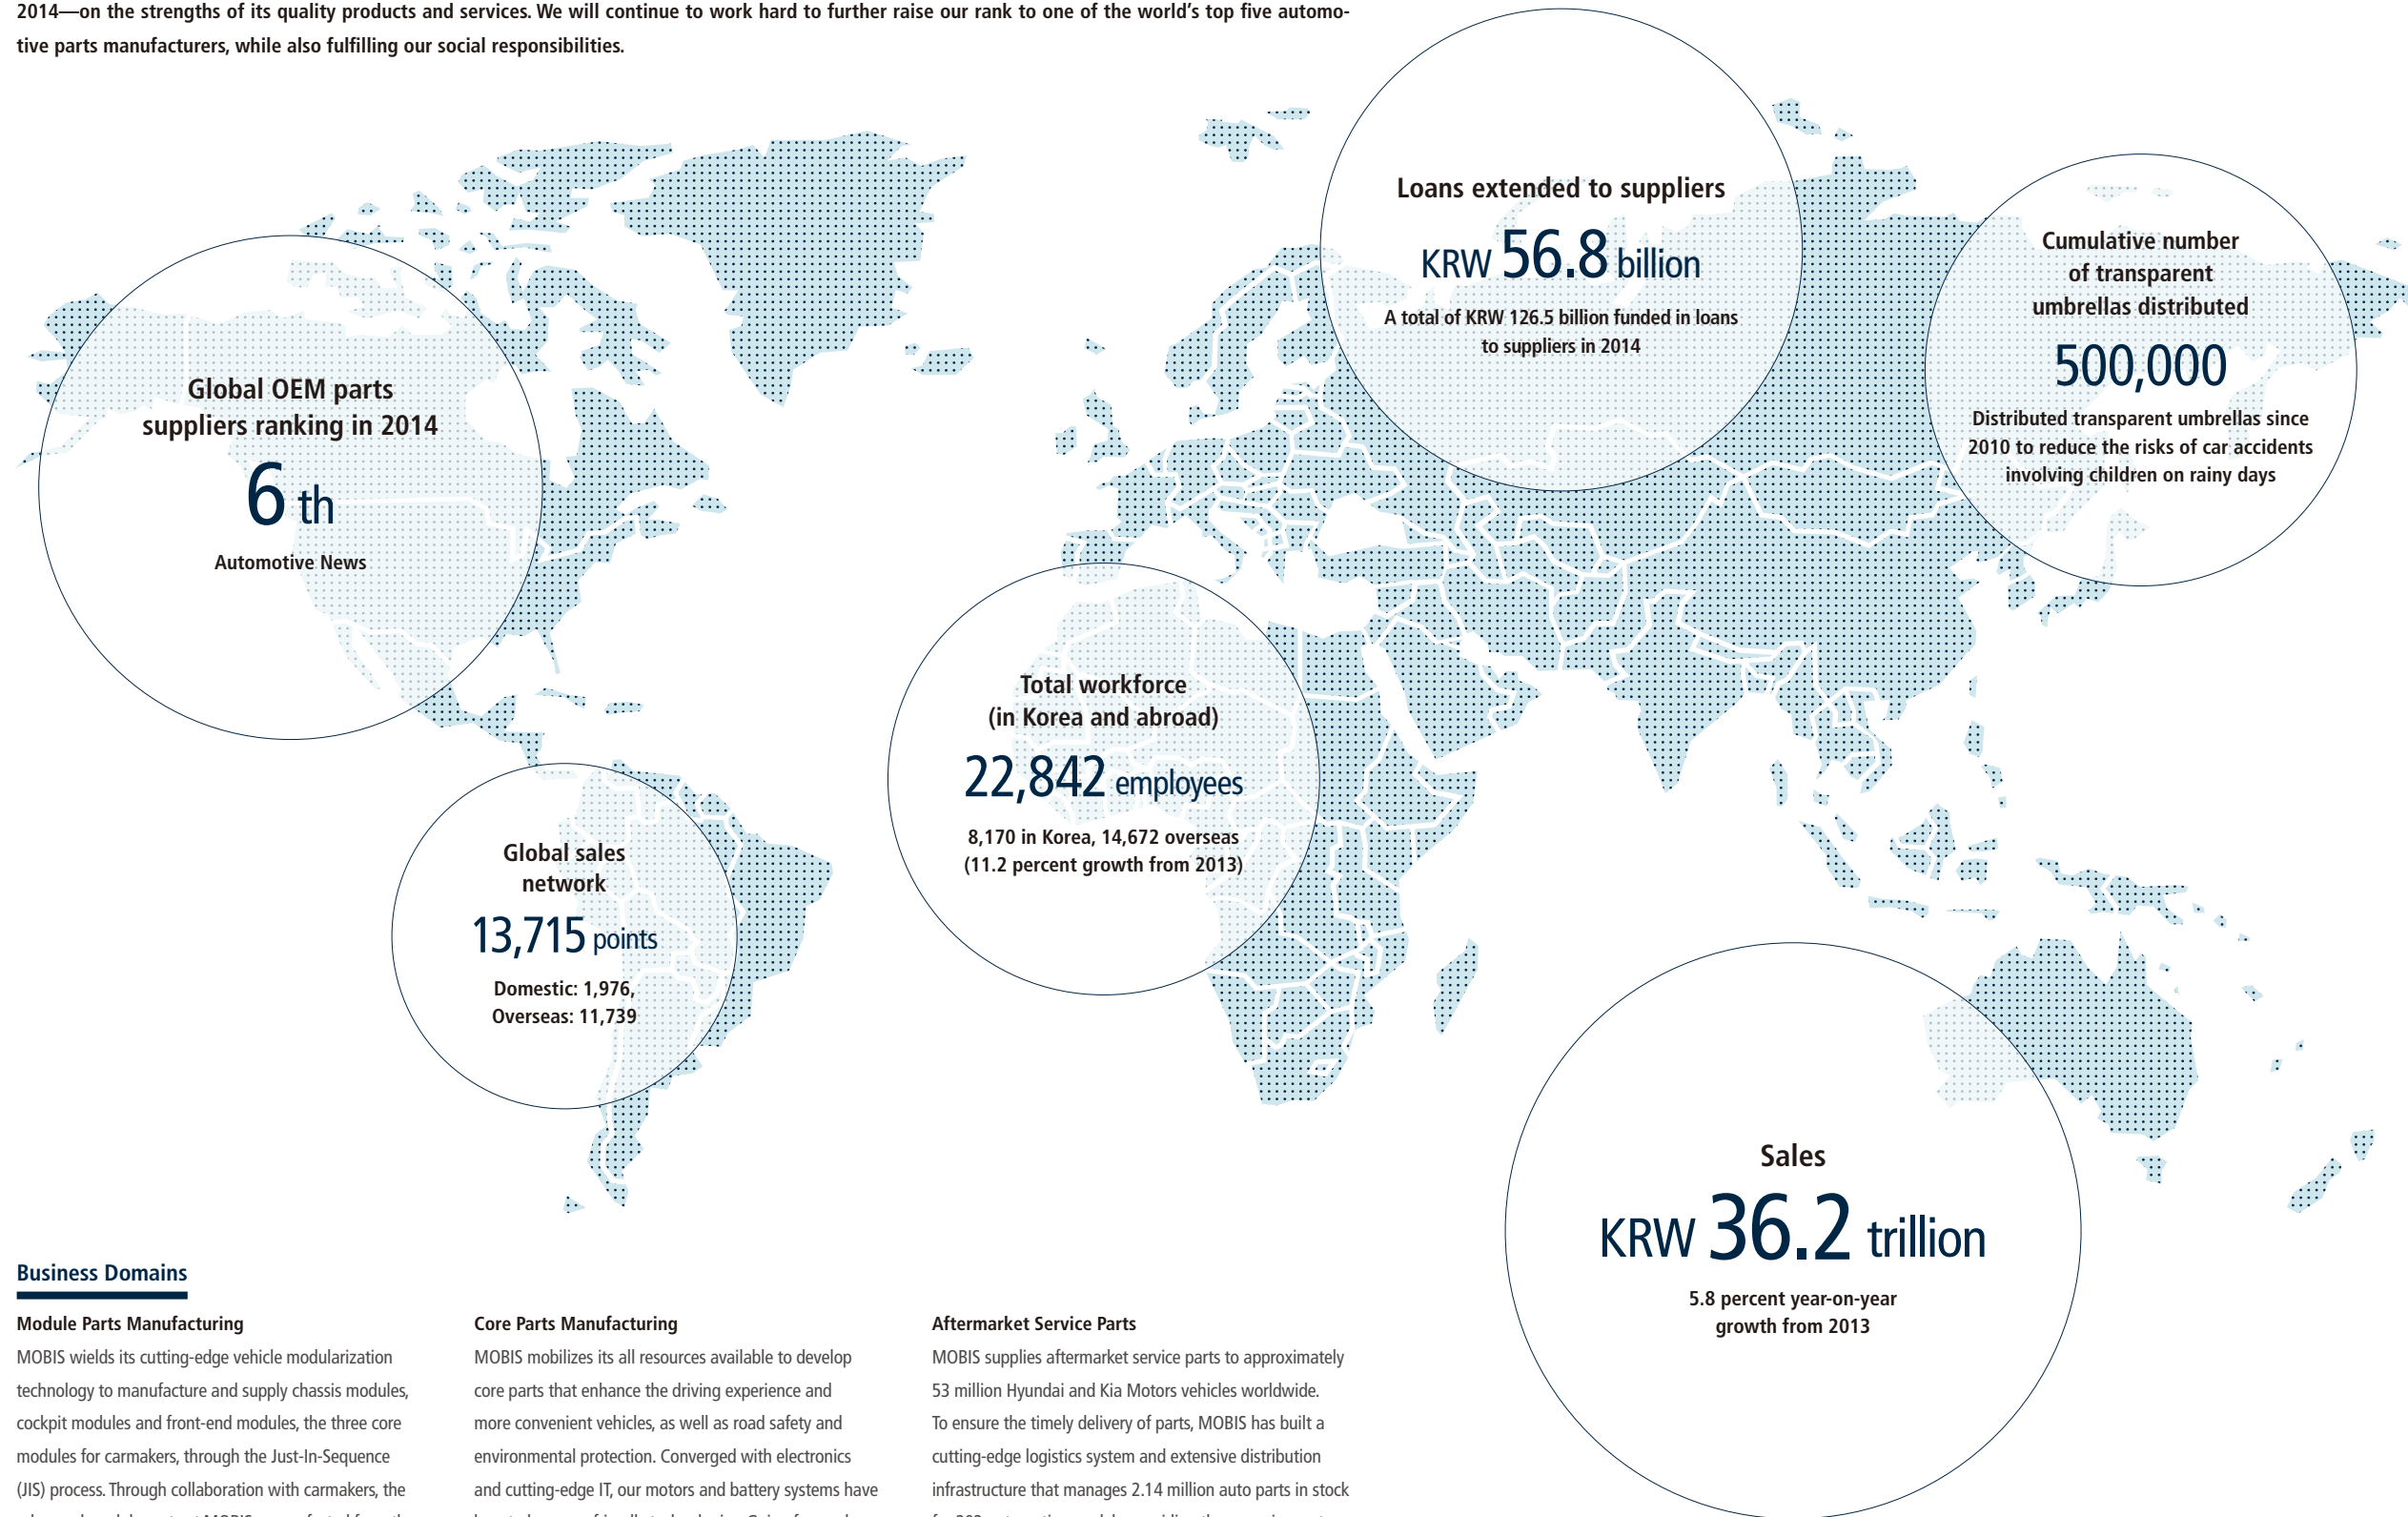 2014—on the strengths of its quality products and services. We will continue to work hard to further raise our rank to one of the world's top five automo-
tive parts manufacturers, while also fulfilling our social responsibilities.
Loans extended to suppliers
KRW 56.8 billion
A total of KRW 126.5 billion funded in loans
to suppliers in 2014
Cumulative number
of transparent
umbrellas distributed
500,000
Distributed transparent umbrellas since
2010 to reduce the risks of car accidents
involving children on rainy days
Global OEM parts
suppliers ranking in 2014
6 th
Automotive News
Total workforce
(in Korea and abroad)
22,842 employees
8,170 in Korea, 14,672 overseas
(11.2 percent growth from 2013)
Global sales
network
13,715 points
Domestic: 1,976,
Overseas: 11,739
Sales
KRW 36.2 trillion
5.8 percent year-on-year
growth from 2013
Business Domains
Module Parts Manufacturing
MOBIS wields its cutting-edge vehicle modularization
technology to manufacture and supply chassis modules,
cockpit modules and front-end modules, the three core
modules for carmakers, through the Just-In-Sequence
(JIS) process. Through collaboration with carmakers, the
Core Parts Manufacturing
MOBIS mobilizes its all resources available to develop
core parts that enhance the driving experience and
more convenient vehicles, as well as road safety and
environmental protection. Converged with electronics
and cutting-edge IT, our motors and battery systems have
Aftermarket Service Parts
MOBIS supplies aftermarket service parts to approximately
53 million Hyundai and Kia Motors vehicles worldwide.
To ensure the timely delivery of parts, MOBIS has built a
cutting-edge logistics system and extensive distribution
infrastructure that manages 2.14 million auto parts in stock